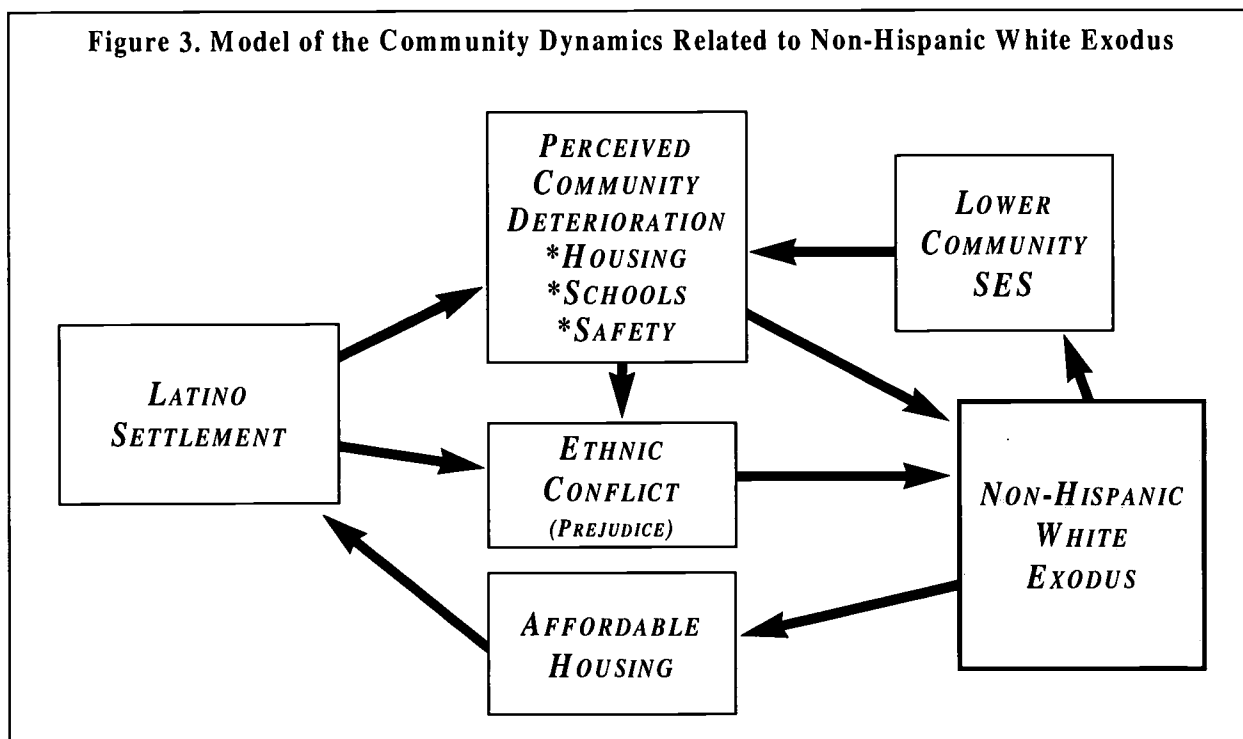 Figure 3. Model of the Community Dynamics Related to Non-Hispanic White Exodus
PERCEIVED
COMMUNITY
DETERIORATION
*HOUSING
*SCHOOLS
*SAFETY
LOWER
COMMUNITY
SES
LATINO
SETTLEMENT
ETHNIC
CONFLICT
(PREJUDICE)
NON-HISPANIC
WHITE
EXODUS
AFFORDABLE
HOUSING